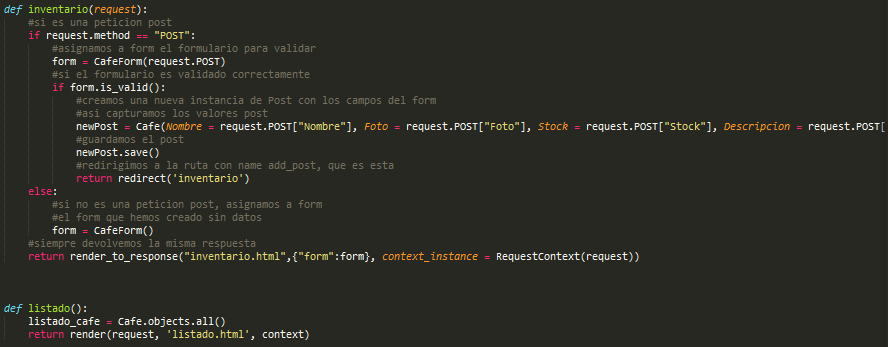 def inventario(request):
#si es una peticion post
if request.method == "POST":
#asignamos a form el formulario para validar
form = CafeForm(request.POST)
#si el formulario es validado correctamente
if form.is_valid():
#creamos una nueva instancia de Post con los campos del form
#asi capturamos los valores post
newPost = Cafe(Nombre = request.POST["Nombre"], Foto = request.POST["Foto"], Stock = request.POST["Stock"], Descripcion = request.POST[
#guardamos el post
newPost.save()
#redirigimos a la ruta con name add_post, que es esta
return redirect('inventario')
else:
#si no es una peticion post, asignamos a form
#el form que hemos creado sin datos
form = CafeForm()
#siempre devolvemos la misma respuesta
return render_to_response("inventario.html",{"form":form}, context_instance = RequestContext(request))
def listado():
listado_cafe = Cafe.objects.all()
return render(request, 'listado.html', context)